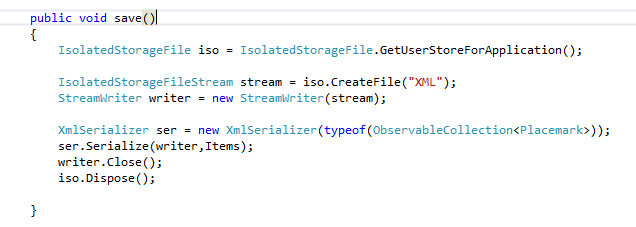 public void save()
{
IsolatedStorageFile iso = IsolatedStorageFile.GetUserStoreForApplication();
IsolatedStorageFileStream stream = iso.CreateFile("XML");
StreamWriter writer = new StreamWriter(stream);
XmlSerializer ser = new XmlSerializer(typeof(ObservableCollection<Placemark>));
ser.Serialize(writer,Items);
writer.Close();
iso.Dispose();
}